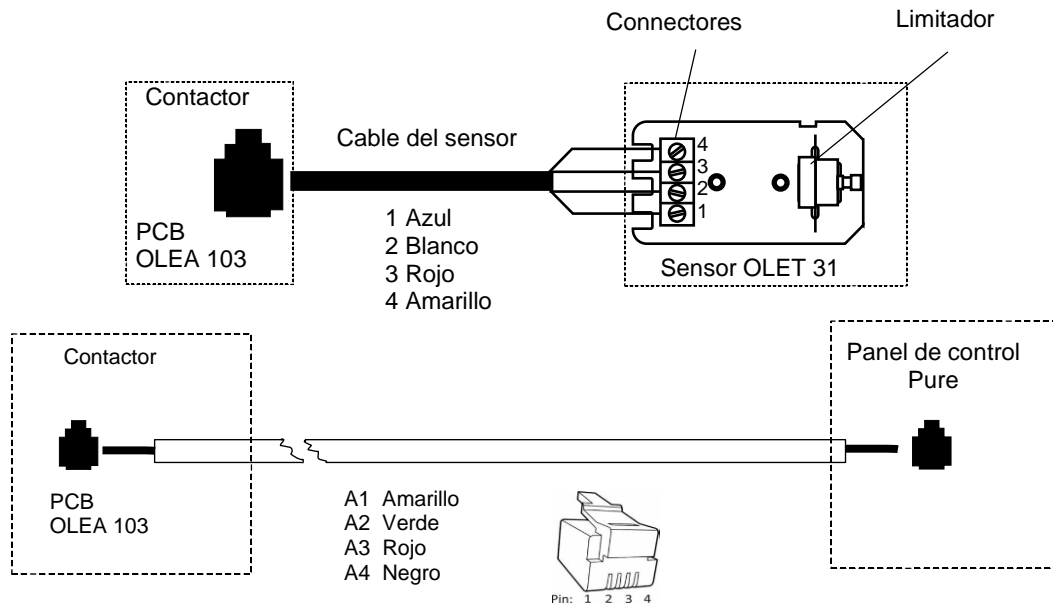 Connectores
Limitador
Contactor
Cable del sensor
4
3
2
1
1 Azul
2 Blanco
3 Rojo
4 Amarillo
PCB
OLEA 103
Sensor OLET 31
Contactor
Panel de control
Pure
PCB
OLEA 103
A1 Amarillo
A2 Verde
A3 Rojo
A4 Negro
Pin: 1 2 3 4